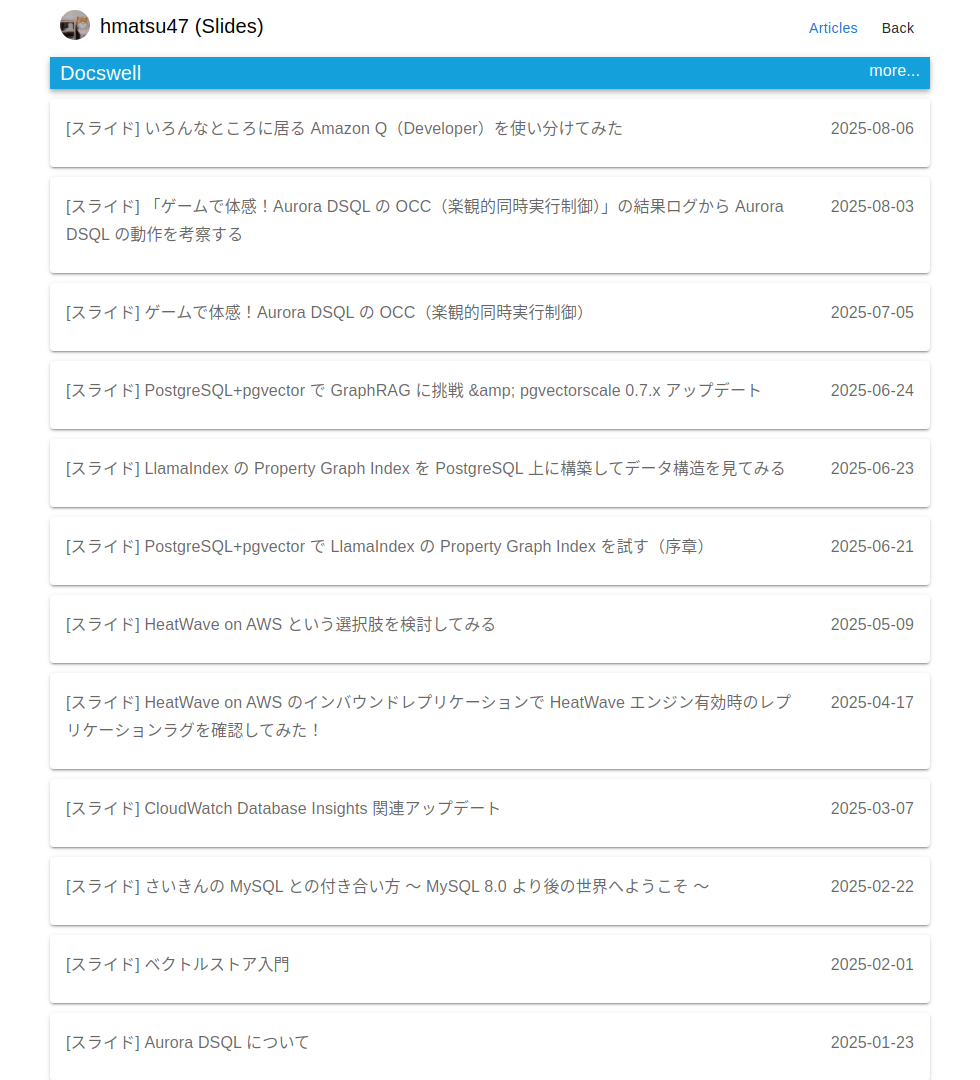 hmatsu47 (Slides)
Articles
Back
Docswell
more...
[スライド] いろんなところに居る Amazon Q（Developer）を使い分けてみた
2025-08-06
[スライド] 「ゲームで体感！Aurora DSQL の OCC（楽観的同時実行制御）」の結果ログから Aurora
DSQL の動作を考察する
2025-08-03
[スライド] ゲームで体感！Aurora DSQL の OCC（楽観的同時実行制御）
2025-07-05
[スライド] PostgreSQL+pgvector で GraphRAG に挑戦 &amp;amp; pgvectorscale 0.7.x アップデート
2025-06-24
[スライド] LlamaIndex の Property Graph Index を PostgreSQL 上に構築してデータ構造を見てみる
2025-06-23
[スライド] PostgreSQL+pgvector で LlamaIndex の Property Graph Index を試す（序章）
2025-06-21
[スライド] HeatWave on AWS という選択肢を検討してみる
2025-05-09
[スライド] HeatWave on AWS のインバウンドレプリケーションで HeatWave エンジン有効時のレプ
リケーションラグを確認してみた！
2025-04-17
[スライド] CloudWatch Database Insights 関連アップデート
2025-03-07
[スライド] さいきんの MySQL との付き合い方 〜 MySQL 8.0 より後の世界へようこそ 〜
2025-02-22
[スライド] ベクトルストア入門
2025-02-01
[スライド] Aurora DSQL について
2025-01-23